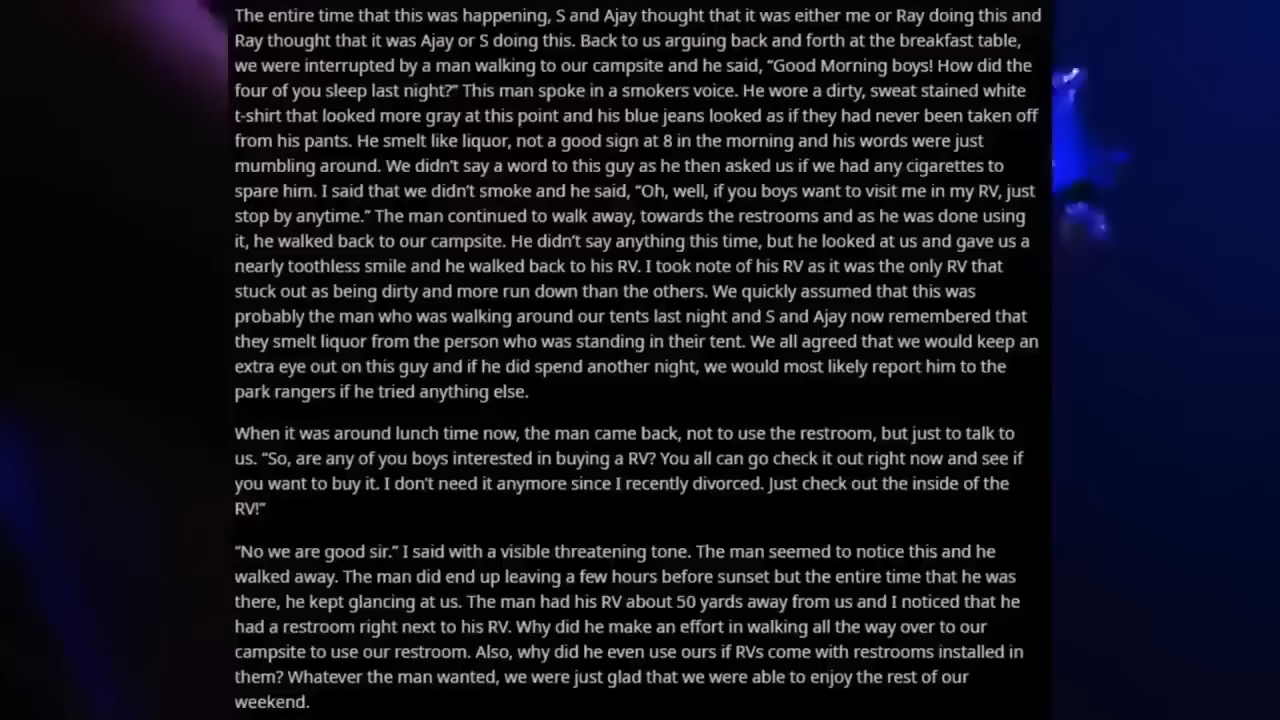 The entire time that this was happening, S and Ajay thought that it was either me or Ray doing this and
Ray thought that it was Ajay or S doing this. Back to us arguing back and forth at the breakfast table,
we were interrupted by a man walking to our campsite and he said, “Good Morning boys! How did the
four of you sleep last night?” This man spoke in a smokers voice. He wore a dirty, sweat stained white
t-shirt that looked more gray at this point and his blue jeans looked as if they had never been taken off
from his pants. He smelt like liquor, not a good sign at 8 in the morning and his words were just
mumbling around. We didn’t say a word to this guy as he then asked us if we had any cigarettes to
spare him. I said that we didn’t smoke and he said, “Oh, well, if you boys want to visit me in my RV, just
stop by anytime.” The man continued to walk away, towards the restrooms and as he was done using
it, he walked back to our campsite. He didn’t say anything this time, but he looked at us and gave us a
nearly toothless smile and he walked back to his RV. I took note of his RV as it was the only RV that
stuck out as being dirty and more run down than the others. We quickly assumed that this was
probably the man who was walking around our tents last night and S and Ajay now remembered that
they smelt liquor from the person who was standing in their tent. We all agreed that we would keep an
extra eye out on this guy and if he did spend another night, we would most likely report him to the
park rangers if he tried anything else.
When it was around lunch time now, the man came back, not to use the restroom, but just to talk to
us. “So, are any of you boys interested in buying a RV? You all can go check it out right now and see if
you want to buy it. I don’t need it anymore since I recently divorced. Just check out the inside of the
RV!”
“No we are good sir.” I said with a visible threatening tone. The man seemed to notice this and he
walked away. The man did end up leaving a few hours before sunset but the entire time that he was
there, he kept glancing at us. The man had his RV about 50 yards away from us and I noticed that he
had a restroom right next to his RV. Why did he make an effort in walking all the way over to our
campsite to use our restroom. Also, why did he even use ours if RVs come with restrooms installed in
them? Whatever the man wanted, we were just glad that we were able to enjoy the rest of our
weekend.